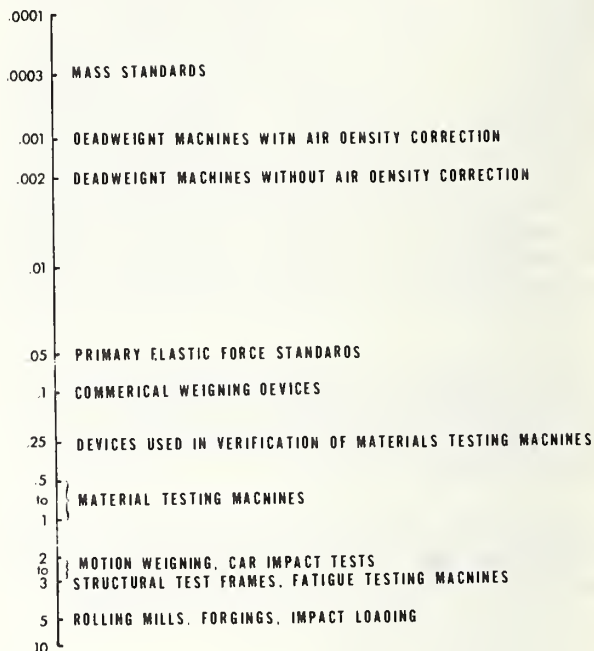 .0001
.0003 MASS STANDARDS
.001 DEADWEIGHT MACHINES WITH AIR DENSITY CORRECTION
.002 DEADWEIGHT MACHINES WITHOUT AIR DENSITY CORRECTION
.01
.05 PRIMARY ELASTIC FORCE STANDARDS
.1 COMMERICAL WEIGHING DEVICES
.25 DEVICES USED IN VERIFICATION OF MATERIALS TESTING MACHINES
.5
to MATERIAL TESTING MACHINES
1
2 MOTION WEIGHING, CAR IMPACT TESTS
to
3 STRUCTURAL TEST FRAMES, FATIGUE TESTING MACHINES
5 ROLLING MILLS, FORGINGS, IMPACT LOADING
10